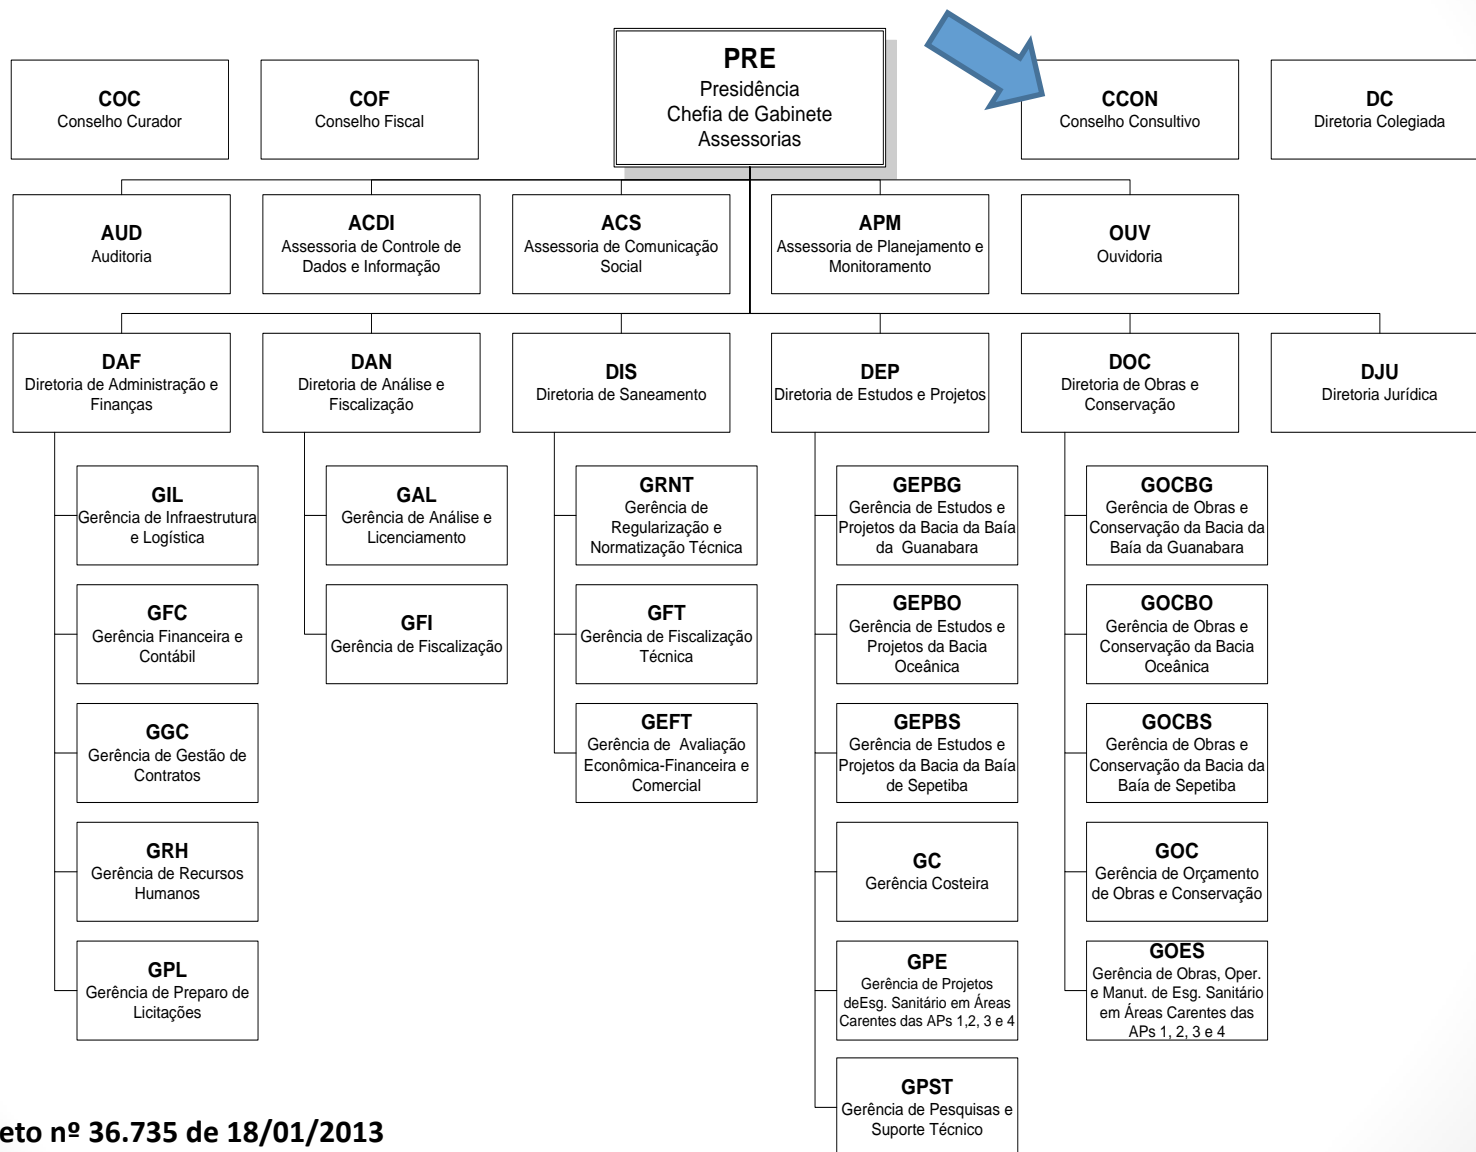 PRE
Presidência
Chefia de Gabinete
Assessorias
COC
Conselho Curador
COF
Conselho Fiscal
CCON
Conselho Consultivo
DC
Diretoria Colegiada
AUD
Auditoria
ACDI
Assessoria de Controle de
Dados e Informação
ACS
Assessoria de Comunicação
Social
APM
Assessoria de Planejamento e
Monitoramento
OUV
Ouvidoria
DAF
Diretoria de Administração e
Finanças
DAN
Diretoria de Análise e
Fiscalização
DIS
Diretoria de Saneamento
DEP
Diretoria de Estudos e Projetos
DOC
Diretoria de Obras e
Conservação
DJU
Diretoria Jurídica
GIL
Gerência de Infraestrutura
e Logística
GFC
Gerência Financeira e
Contábil
GGC
Gerência de Gestão de
Contratos
GRH
Gerência de Recursos
Humanos
GPL
Gerência de Preparo de
Licitações
GAL
Gerência de Análise e
Licenciamento
GFI
Gerência de Fiscalização
GRNT
Gerência de
Regularização e
Normatização Técnica
GFT
Gerência de Fiscalização
Técnica
GEFT
Gerência de Avaliação
Econômica-Financeira e
Comercial
GEPBG
Gerência de Estudos e
Projetos da Bacia da Baía
da Guanabara
GEPBO
Gerência de Estudos e
Projetos da Bacia
Oceânica
GEPBS
Gerência de Estudos e
Projetos da Bacia da Baía
de Sepetiba
GC
Gerência Costeira
GPE
Gerência de Projetos
deEsg. Sanitário em Áreas
Carentes das APs 1,2, 3 e 4
GPST
Gerência de Pesquisas e
Suporte Técnico
GOCBG
Gerência de Obras e
Conservação da Bacia da
Baía da Guanabara
GOCBO
Gerência de Obras e
Conservação da Bacia
Oceânica
GOCBS
Gerência de Obras e
Conservação da Bacia da
Baía de Sepetiba
GOC
Gerência de Orçamento
de Obras e Conservação
GOES
Gerência de Obras, Oper.
e Manut. de Esg. Sanitário
em Áreas Carentes das
APs 1, 2, 3 e 4
eto nº 36.735 de 18/01/2013